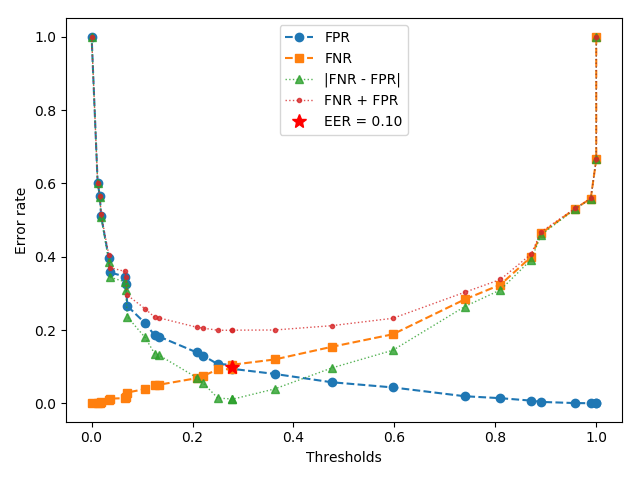 FPR
FNR
|FNR - FPR|
FNR + FPR
EER = 0.10
1.0
0.8
0.6
0.4
0.2
0.0
Error rate
0.0 0.2 0.4 0.6 0.8 1.0
Thresholds